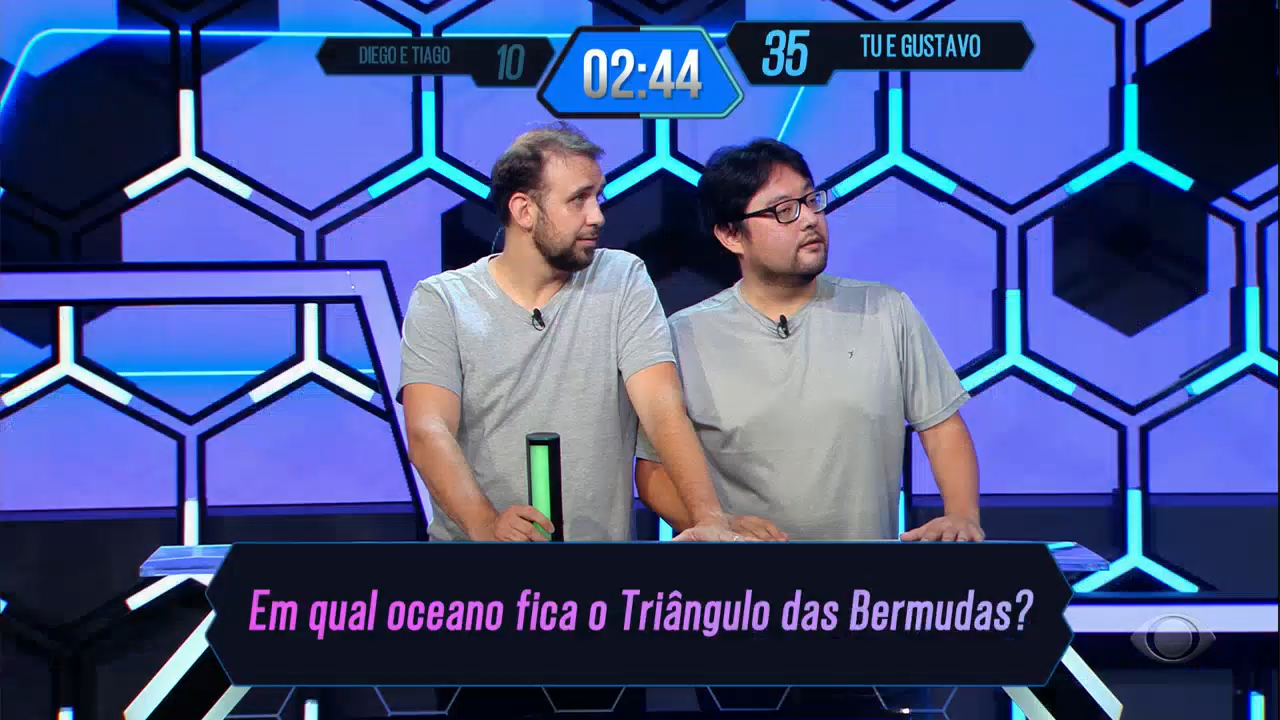 DIEGO E TIAGO 10 02:44 35 TU E GUSTAVO
Em qual oceano fica o Triângulo das Bermudas?